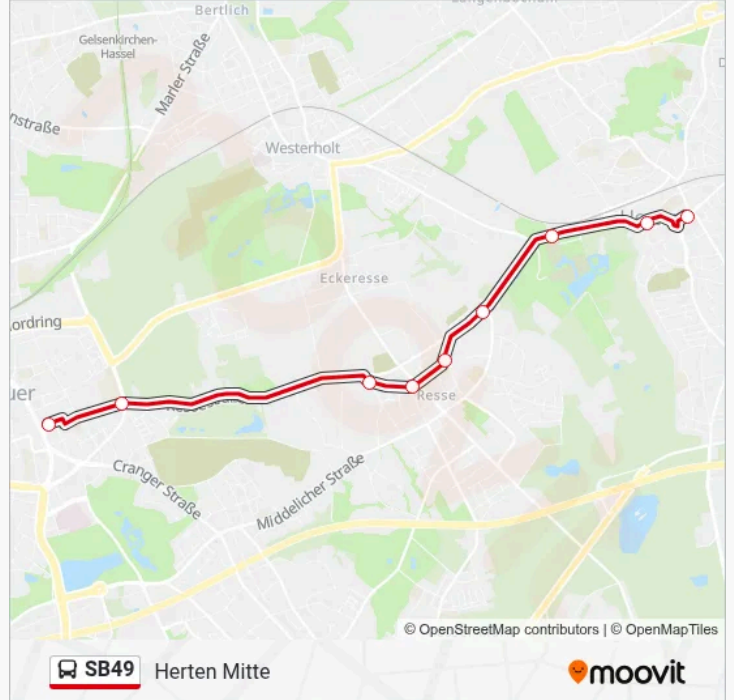 Bertlich
Gelsenkirchen-
Hassel
Marler Straße
nstraße
Westerholt
Eckeresse
ordring
uer
Resse
Cranger Straße
Middelicher Straße
© OpenStreetMap contributors | © OpenMapTiles
SB49
Herten Mitte
moovit